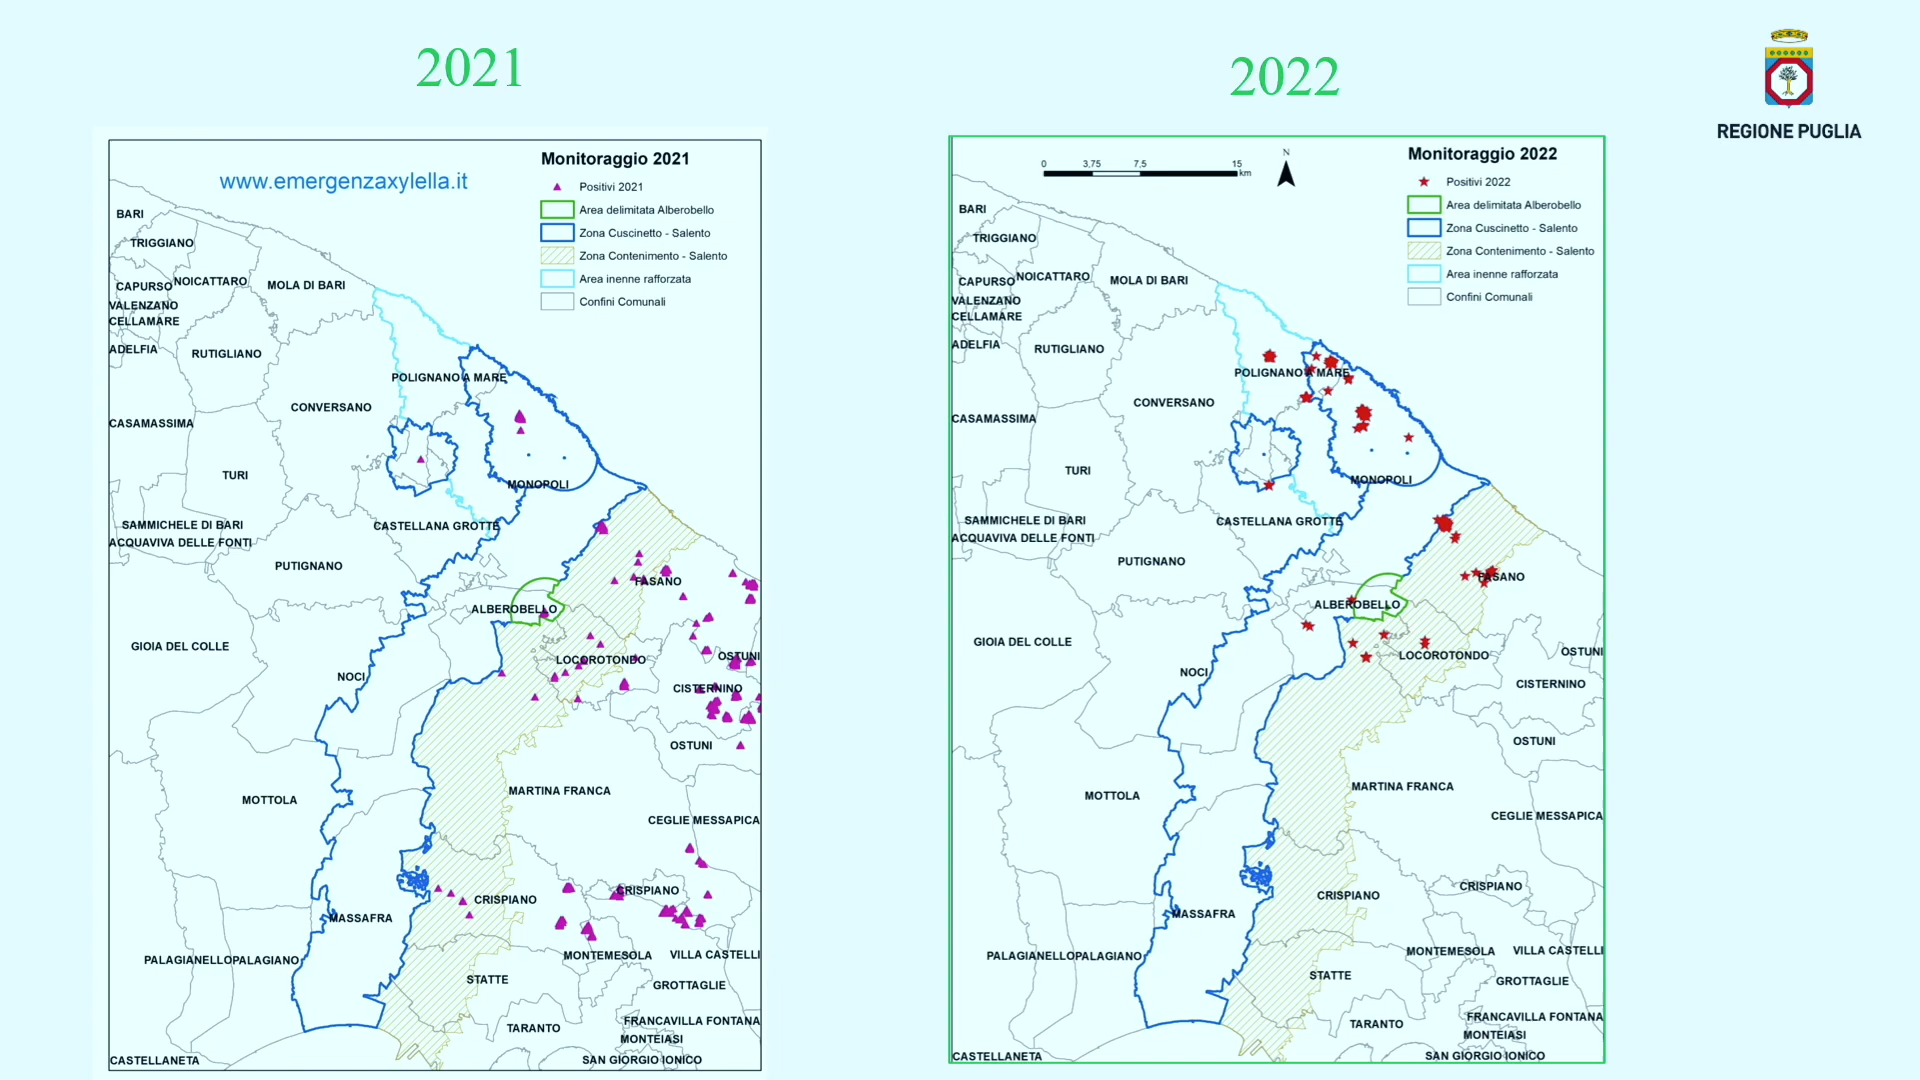 2021
2022
REGIONE PUGLIA
www.emergenzaxylella.it
Monitoraggio 2021
Positivi 2021
Area delimitata Alberobello
Zona Cuscinetto - Salento
Zona Contenimento - Salento
Area inenne rafforzata
Confini Comunali
BARI
TRIGGIANO
NOICATTARO
CAPURSO
MOLA DI BARI
VALENZANO
CELLAMARE
ADELFIA
RUTIGLIANO
POLIGNANO A MARE
CONVERSANO
CASAMASSIMA
TURI
MONOPOLI
SAMMICHELE DI BARI
CASTELLANA GROTTE
ACQUAVIVA DELLE FONTI
PUTIGNANO
FASANO
ALBEROBELLO
GIOIA DEL COLLE
LOCOROTONDO
OSTUNI
NOCI
CISTERNINO
OSTUNI
MARTINA FRANCA
MOTTOLA
CEGLIE MESSAPICA
CRISPIANO
CRISPIANO
MASSAFRA
MONTEMESOLA
VILLA CASTELLI
PALAGIANELLO
PALAGIANO
STATTE
GROTTAGLIE
FRANCAVILLA FONTANA
TARANTO
MONTEIASI
CASTELLANETA
SAN GIORGIO IONICO
0 3,75 7,5 15
km
N
Monitoraggio 2022
Positivi 2022
Area delimitata Alberobello
Zona Cuscinetto - Salento
Zona Contenimento - Salento
Area inenne rafforzata
Confini Comunali
BARI
TRIGGIANO
NOICATTARO
CAPURSO
MOLA DI BARI
VALENZANO
CELLAMARE
ADELFIA
RUTIGLIANO
POLIGNANO A MARE
CONVERSANO
CASAMASSIMA
TURI
MONOPOLI
SAMMICHELE DI BARI
CASTELLANA GROTTE
ACQUAVIVA DELLE FONTI
PUTIGNANO
FASANO
ALBEROBELLO
GIOIA DEL COLLE
LOCOROTONDO
OSTUNI
NOCI
CISTERNINO
OSTUNI
MARTINA FRANCA
MOTTOLA
CEGLIE MESSAPICA
CRISPIANO
CRISPIANO
MASSAFRA
MONTEMESOLA
VILLA CASTELLI
PALAGIANELLO
PALAGIANO
STATTE
GROTTAGLIE
FRANCAVILLA FONTANA
TARANTO
MONTEIASI
CASTELLANETA
SAN GIORGIO IONICO